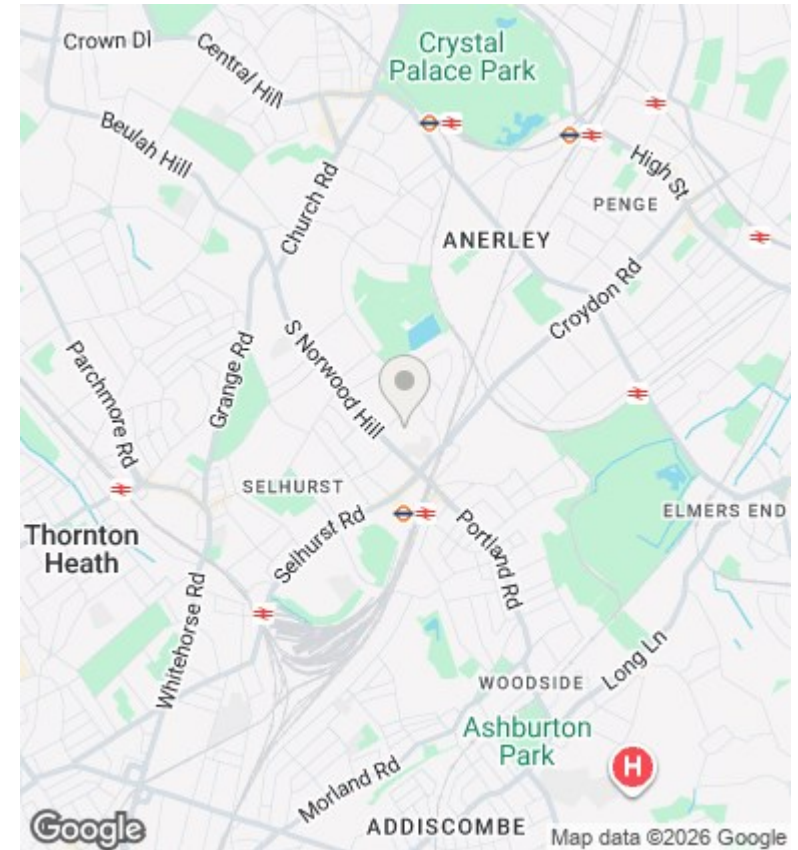 Crown Dl
Central Hill
Crystal
Palace Park
Beulah Hill
Church Rd
High St
PENGE
ANERLEY
Croydon Rd
S Norwood Hill
Grange Rd
Parchmore Rd
SELHURST
ELMERS END
Thornton
Heath
Selhurst Rd
Portland Rd
Whitehorse Rd
Long Ln
WOODSIDE
Ashburton
Park
H
Morland Rd
ADDISCOMBE
Google
Map data ©2026 Google